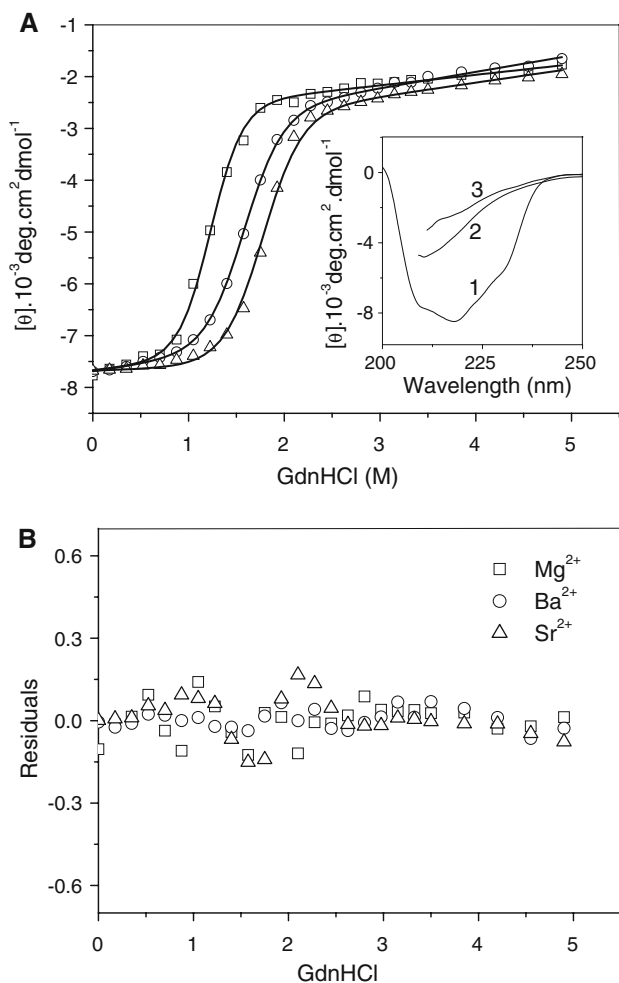 A
-1
-2
-3
-4
-5
-6
-7
-8
[θ].10⁻³deg.cm²dmol⁻¹
0 1 2 3 4 5
GdnHCl (M)
0
-4
-8
[θ].10⁻³deg.cm².dmol⁻¹
3
2
1
200 225 250
Wavelength (nm)
B
0.6
0.3
0.0
-0.3
-0.6
Residuals
Mg²⁺
Ba²⁺
Sr²⁺
0 1 2 3 4 5
GdnHCl